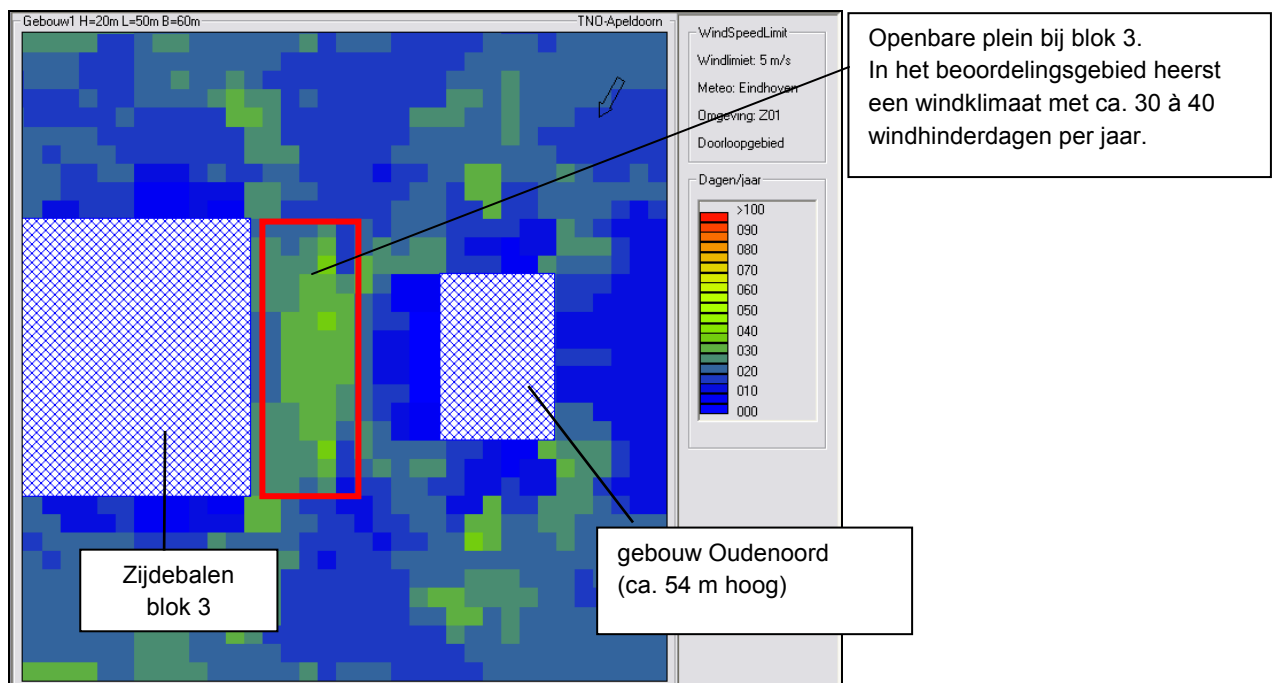 Gebouw1 H=20m L=50m B=60m
TNO-Apeldoorn
WindSpeedLimit
Windlimiet: 5 m/s
Meteo: Eindhoven
Omgeving: Z01
Doorloopgebied
Dagen/jaar
>100
090
080
070
060
050
040
030
020
010
000
Openbare plein bij blok 3.
In het beoordelingsgebied heerst
een windklimaat met ca. 30 à 40
windhinderdagen per jaar.
gebouw Oudenoord
(ca. 54 m hoog)
Zijdebalen
blok 3